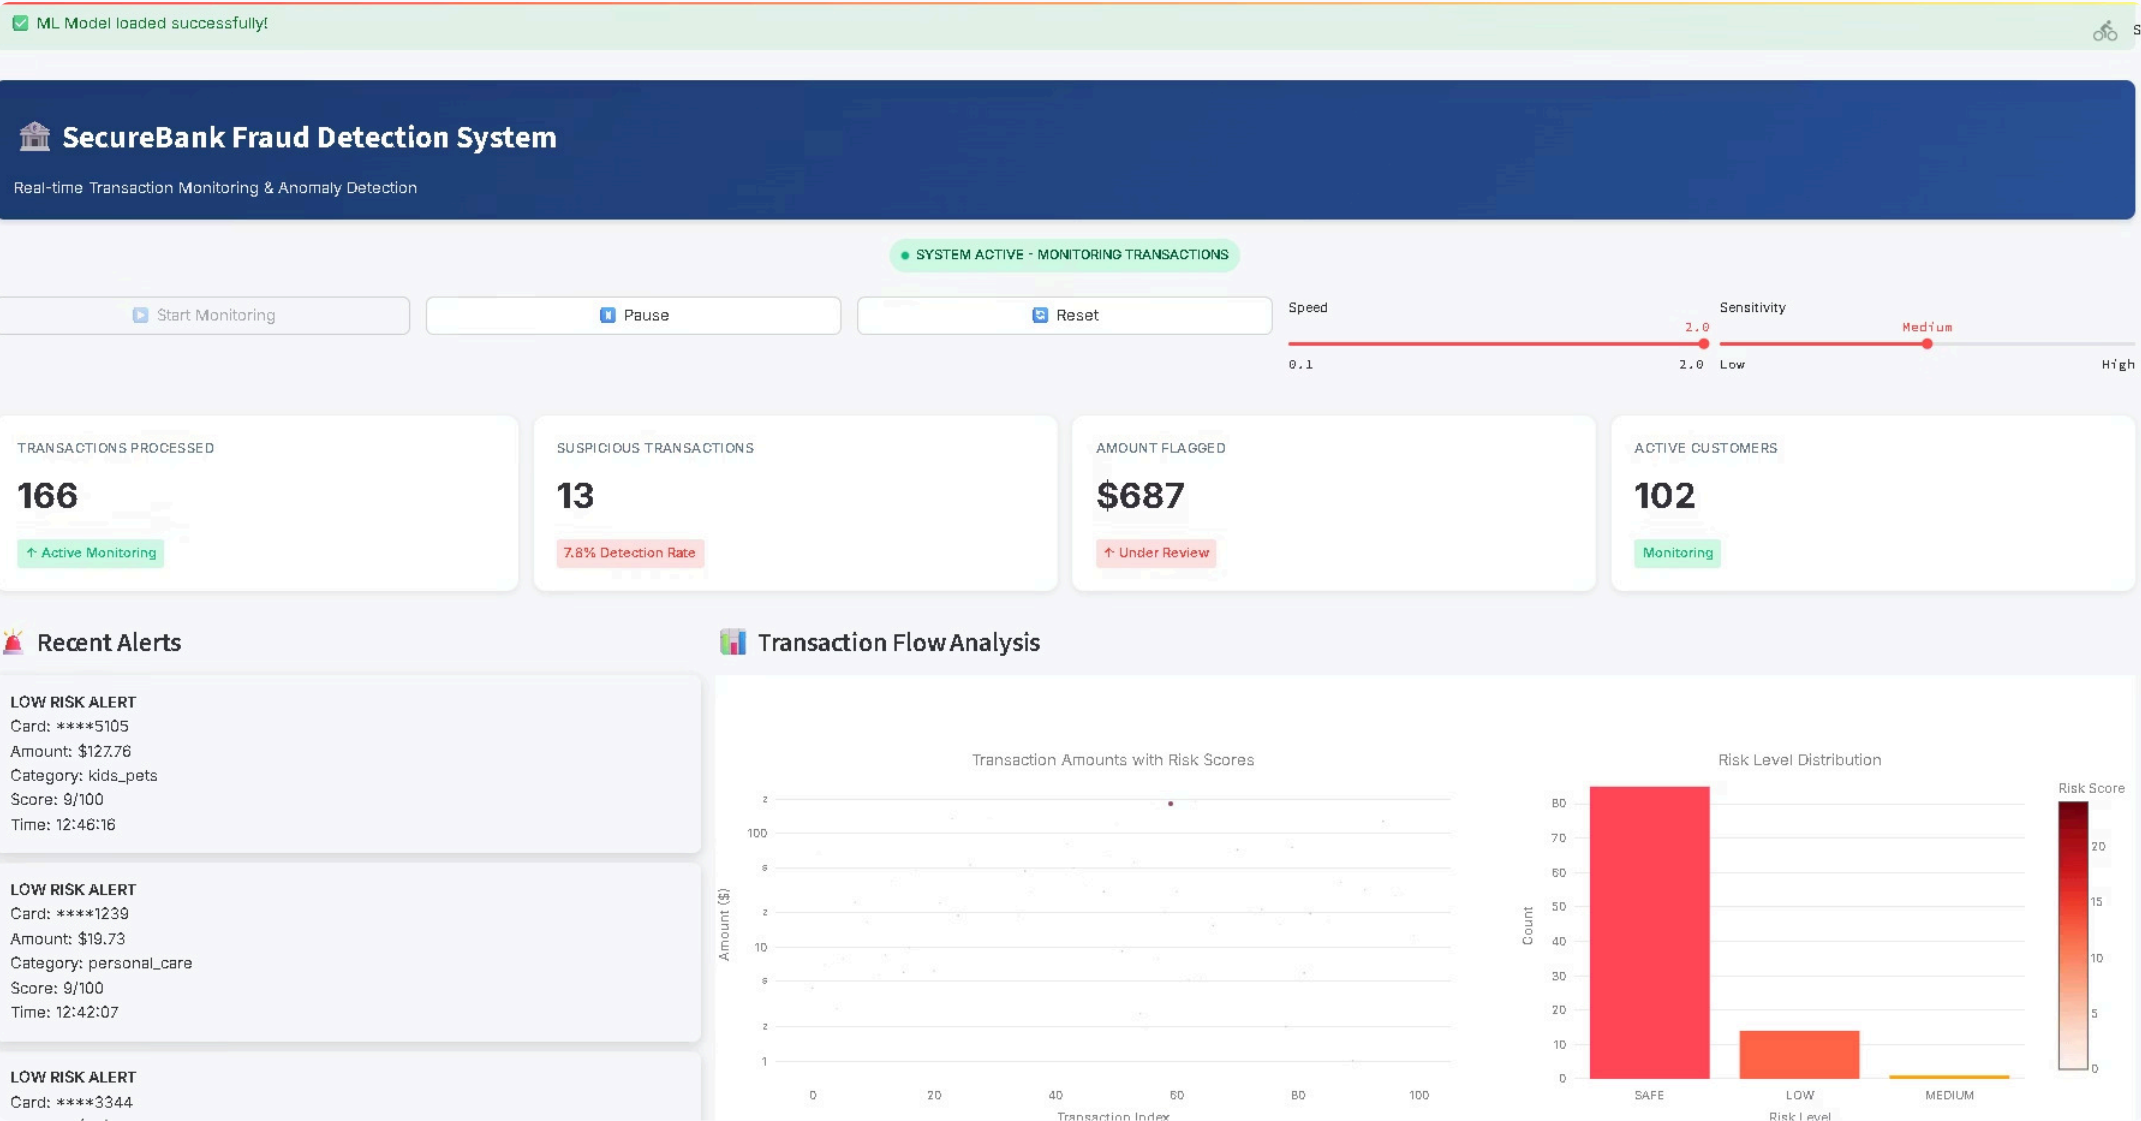 ML Model loaded successfully!
SecureBank Fraud Detection System
Real-time Transaction Monitoring & Anomaly Detection
SYSTEM ACTIVE - MONITORING TRANSACTIONS
Start Monitoring
Pause
Reset
Speed
2.0
0.1
2.0
Sensitivity
Medium
Low
High
TRANSACTIONS PROCESSED
166
↑ Active Monitoring
SUSPICIOUS TRANSACTIONS
13
7.8% Detection Rate
AMOUNT FLAGGED
$687
↑ Under Review
ACTIVE CUSTOMERS
102
Monitoring
Recent Alerts
LOW RISK ALERT
Card: ****5105
Amount: $127.76
Category: kids_pets
Score: 9/100
Time: 12:46:16
LOW RISK ALERT
Card: ****1239
Amount: $19.73
Category: personal_care
Score: 9/100
Time: 12:42:07
LOW RISK ALERT
Card: ****3344
Transaction Flow Analysis
Transaction Amounts with Risk Scores
Amount ($)
2
100
2
10
2
1
0
20
40
60
80
100
Transaction Index
Risk Level Distribution
Count
80
70
60
50
40
30
20
10
0
SAFE
LOW
MEDIUM
Risk Level
Risk Score
20
15
10
5
0